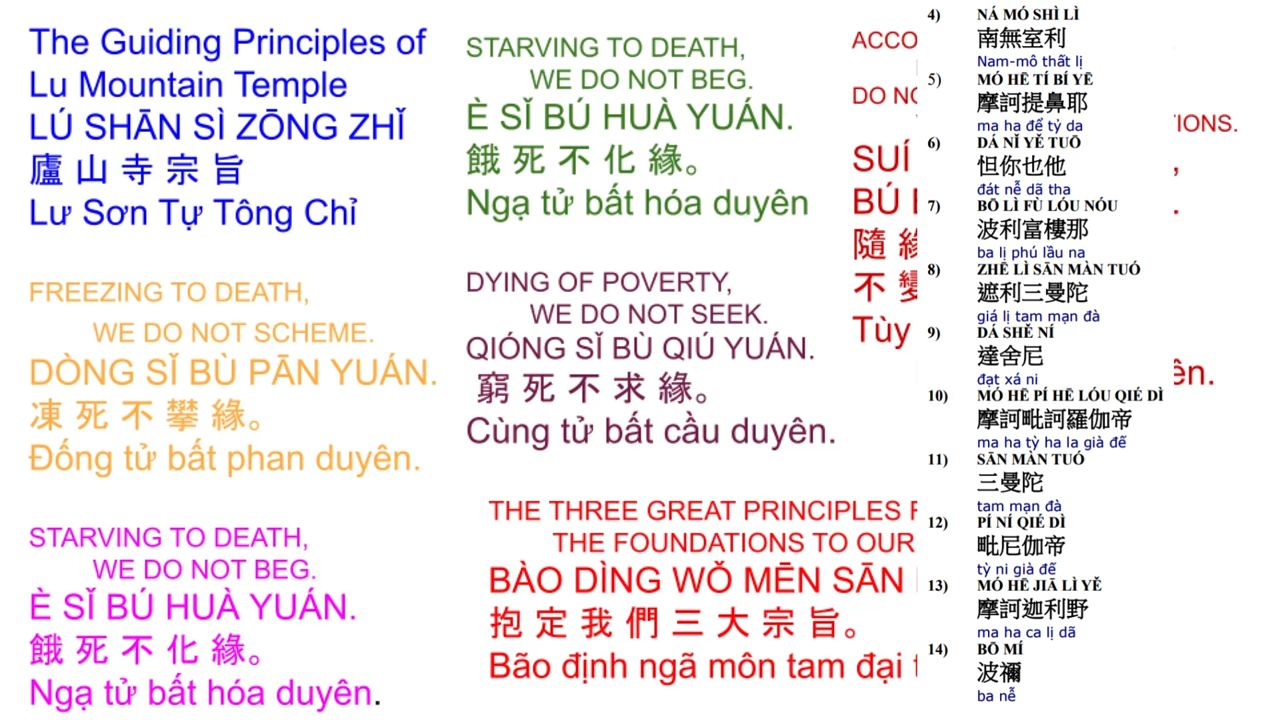 The Guiding Principles of
Lu Mountain Temple
LÚ SHĀN SÌ ZŌNG ZHǏ
廬 山 寺 宗 旨
Lư Sơn Tự Tông Chỉ
FREEZING TO DEATH,
WE DO NOT SCHEME.
DÒNG SǏ BÙ PĀN YUÁN.
凍 死 不 攀 緣。
Đống tử bất phan duyên.
STARVING TO DEATH,
WE DO NOT BEG.
È SǏ BÚ HUÀ YUÁN.
餓 死 不 化 緣。
Ngạ tử bất hóa duyên.
STARVING TO DEATH,
WE DO NOT BEG.
È SǏ BÚ HUÀ YUÁN.
餓 死 不 化 緣。
Ngạ tử bất hóa duyên
DYING OF POVERTY,
WE DO NOT SEEK.
QIÓNG SǏ BÙ QIÚ YUÁN.
窮 死 不 求 緣。
Cùng tử bất cầu duyên.
THE THREE GREAT PRINCIPLES
THE FOUNDATIONS TO OUR
BÀO DÌNG WǑ MĒN SĀN
抱 定 我 們 三 大 宗 旨。
Bão định ngã môn tam đại
ACCO
DO NO
TIONS.
SUÍ
BÚ
隨 緣
不 變
Tùy
ên.
4) NÁ MÓ SHÌ LÌ
南無室利
Nam-mô thất lị
5) MÓ HĒ TÍ BÍ YĒ
摩訶提鼻耶
ma ha để tỷ da
6) DÁ NǏ YĚ TUŌ
怛你也他
đát nễ dã tha
7) BŌ LÌ FÙ LÓU NÓU
波利富樓那
ba lị phú lầu na
8) ZHĒ LÌ SĀN MÀN TUÓ
遮利三曼陀
giá lị tam mạn đà
9) DÁ SHĚ NÍ
達舍尼
đạt xá ni
10) MÓ HĒ PÍ HĒ LÓU QIÉ DÌ
摩訶毗訶羅伽帝
ma ha tỳ ha la già đế
11) SĀN MÀN TUÓ
三曼陀
tam mạn đà
12) PÍ NÍ QIÉ DÌ
毗尼伽帝
tỳ ni già đế
13) MÓ HĒ JIĀ LÌ YĚ
摩訶迦利野
ma ha ca lị dã
14) BŌ MÍ
波禰
ba nễ